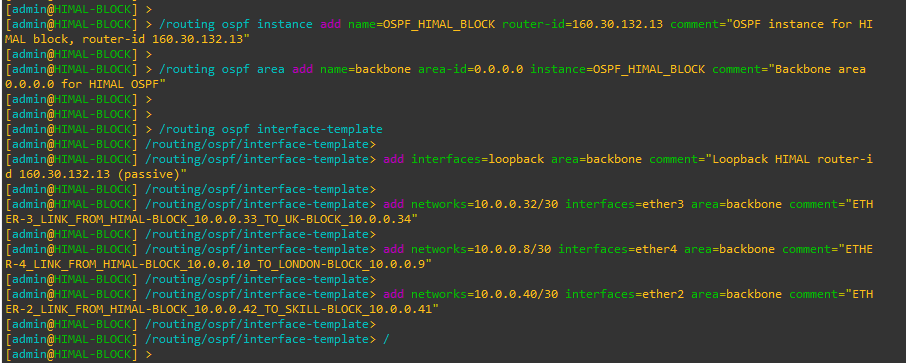 [admin@HIMAL-BLOCK] >
[admin@HIMAL-BLOCK] > /routing ospf instance add name=OSPF_HIMAL_BLOCK router-id=160.30.132.13 comment="OSPF instance for HI
MAL block, router-id 160.30.132.13"
[admin@HIMAL-BLOCK] >
[admin@HIMAL-BLOCK] > /routing ospf area add name=backbone area-id=0.0.0.0 instance=OSPF_HIMAL_BLOCK comment="Backbone area
0.0.0.0 for HIMAL OSPF"
[admin@HIMAL-BLOCK] >
[admin@HIMAL-BLOCK] >
[admin@HIMAL-BLOCK] > /routing ospf interface-template
[admin@HIMAL-BLOCK] /routing/ospf/interface-template>
[admin@HIMAL-BLOCK] /routing/ospf/interface-template> add interfaces=loopback area=backbone comment="Loopback HIMAL router-i
d 160.30.132.13 (passive)"
[admin@HIMAL-BLOCK] /routing/ospf/interface-template>
[admin@HIMAL-BLOCK] /routing/ospf/interface-template> add networks=10.0.0.32/30 interfaces=ether3 area=backbone comment="ETH
ER-3_LINK_FROM_HIMAL-BLOCK_10.0.0.33_TO_UK-BLOCK_10.0.0.34"
[admin@HIMAL-BLOCK] /routing/ospf/interface-template>
[admin@HIMAL-BLOCK] /routing/ospf/interface-template> add networks=10.0.0.8/30 interfaces=ether4 area=backbone comment="ETHE
R-4_LINK_FROM_HIMAL-BLOCK_10.0.0.10_TO_LONDON-BLOCK_10.0.0.9"
[admin@HIMAL-BLOCK] /routing/ospf/interface-template>
[admin@HIMAL-BLOCK] /routing/ospf/interface-template> add networks=10.0.0.40/30 interfaces=ether2 area=backbone comment="ETH
ER-2_LINK_FROM_HIMAL-BLOCK_10.0.0.42_TO_SKILL-BLOCK_10.0.0.41"
[admin@HIMAL-BLOCK] /routing/ospf/interface-template>
[admin@HIMAL-BLOCK] /routing/ospf/interface-template> /
[admin@HIMAL-BLOCK] >